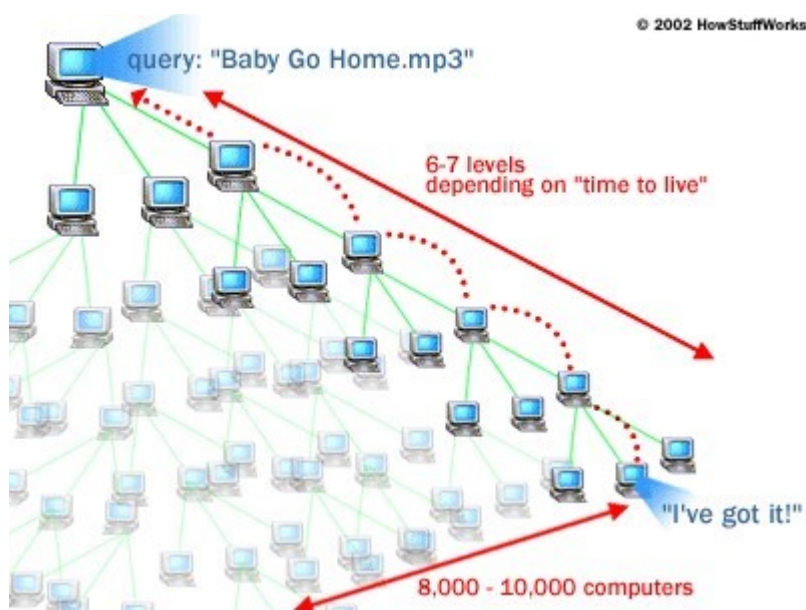 © 2002 HowStuffWorks
query: "Baby Go Home.mp3"
6-7 levels
depending on "time to live"
"I've got it!"
8,000 - 10,000 computers